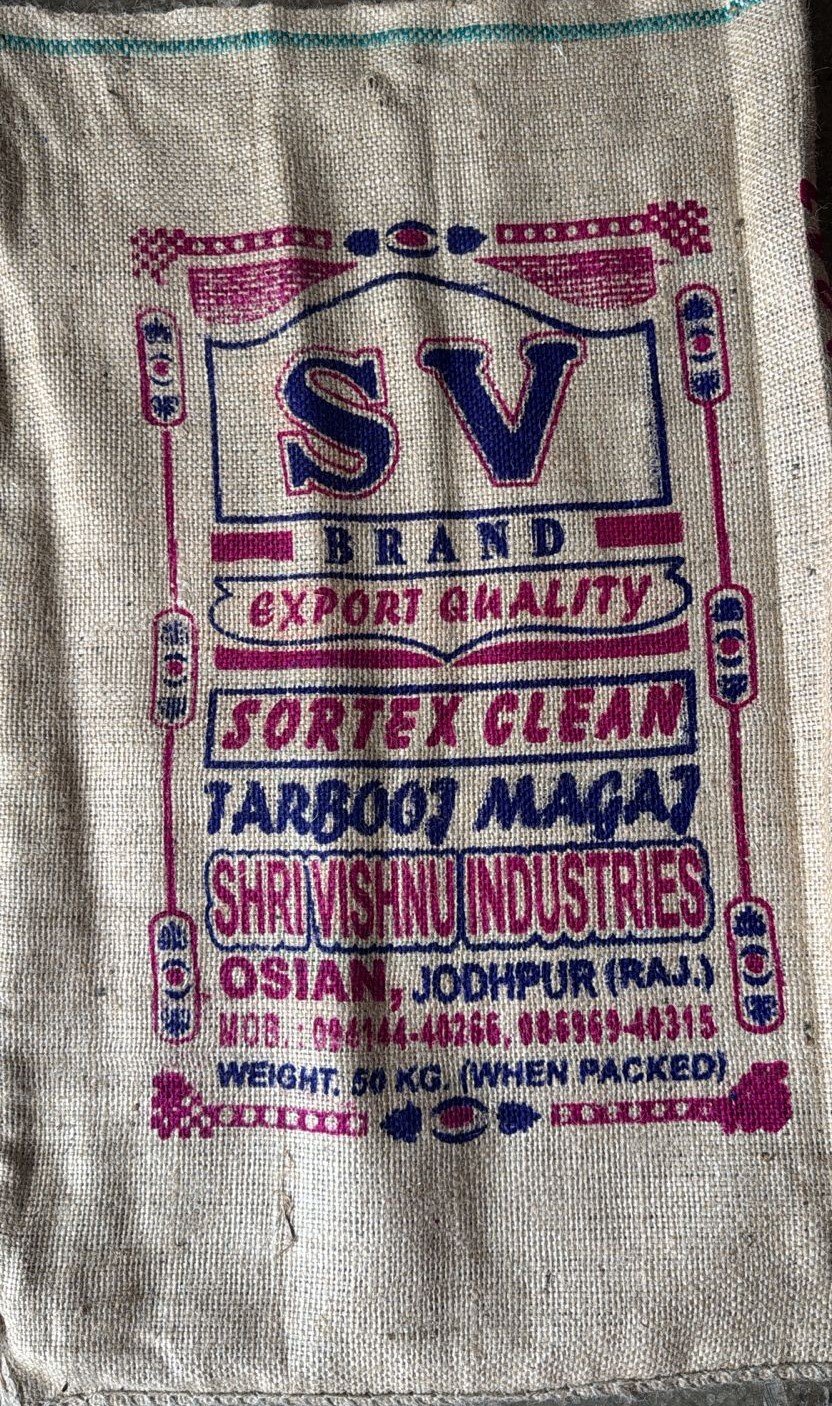 SV
BRAND
EXPORT QUALITY
SORTEX CLEAN
TARBOOJ MAGAJ
SHRI VISHNU INDUSTRIES
OSIAN, JODHPUR (RAJ.)
MOB.: 094144-40266, 086969-40315
WEIGHT. 50 KG. (WHEN PACKED)